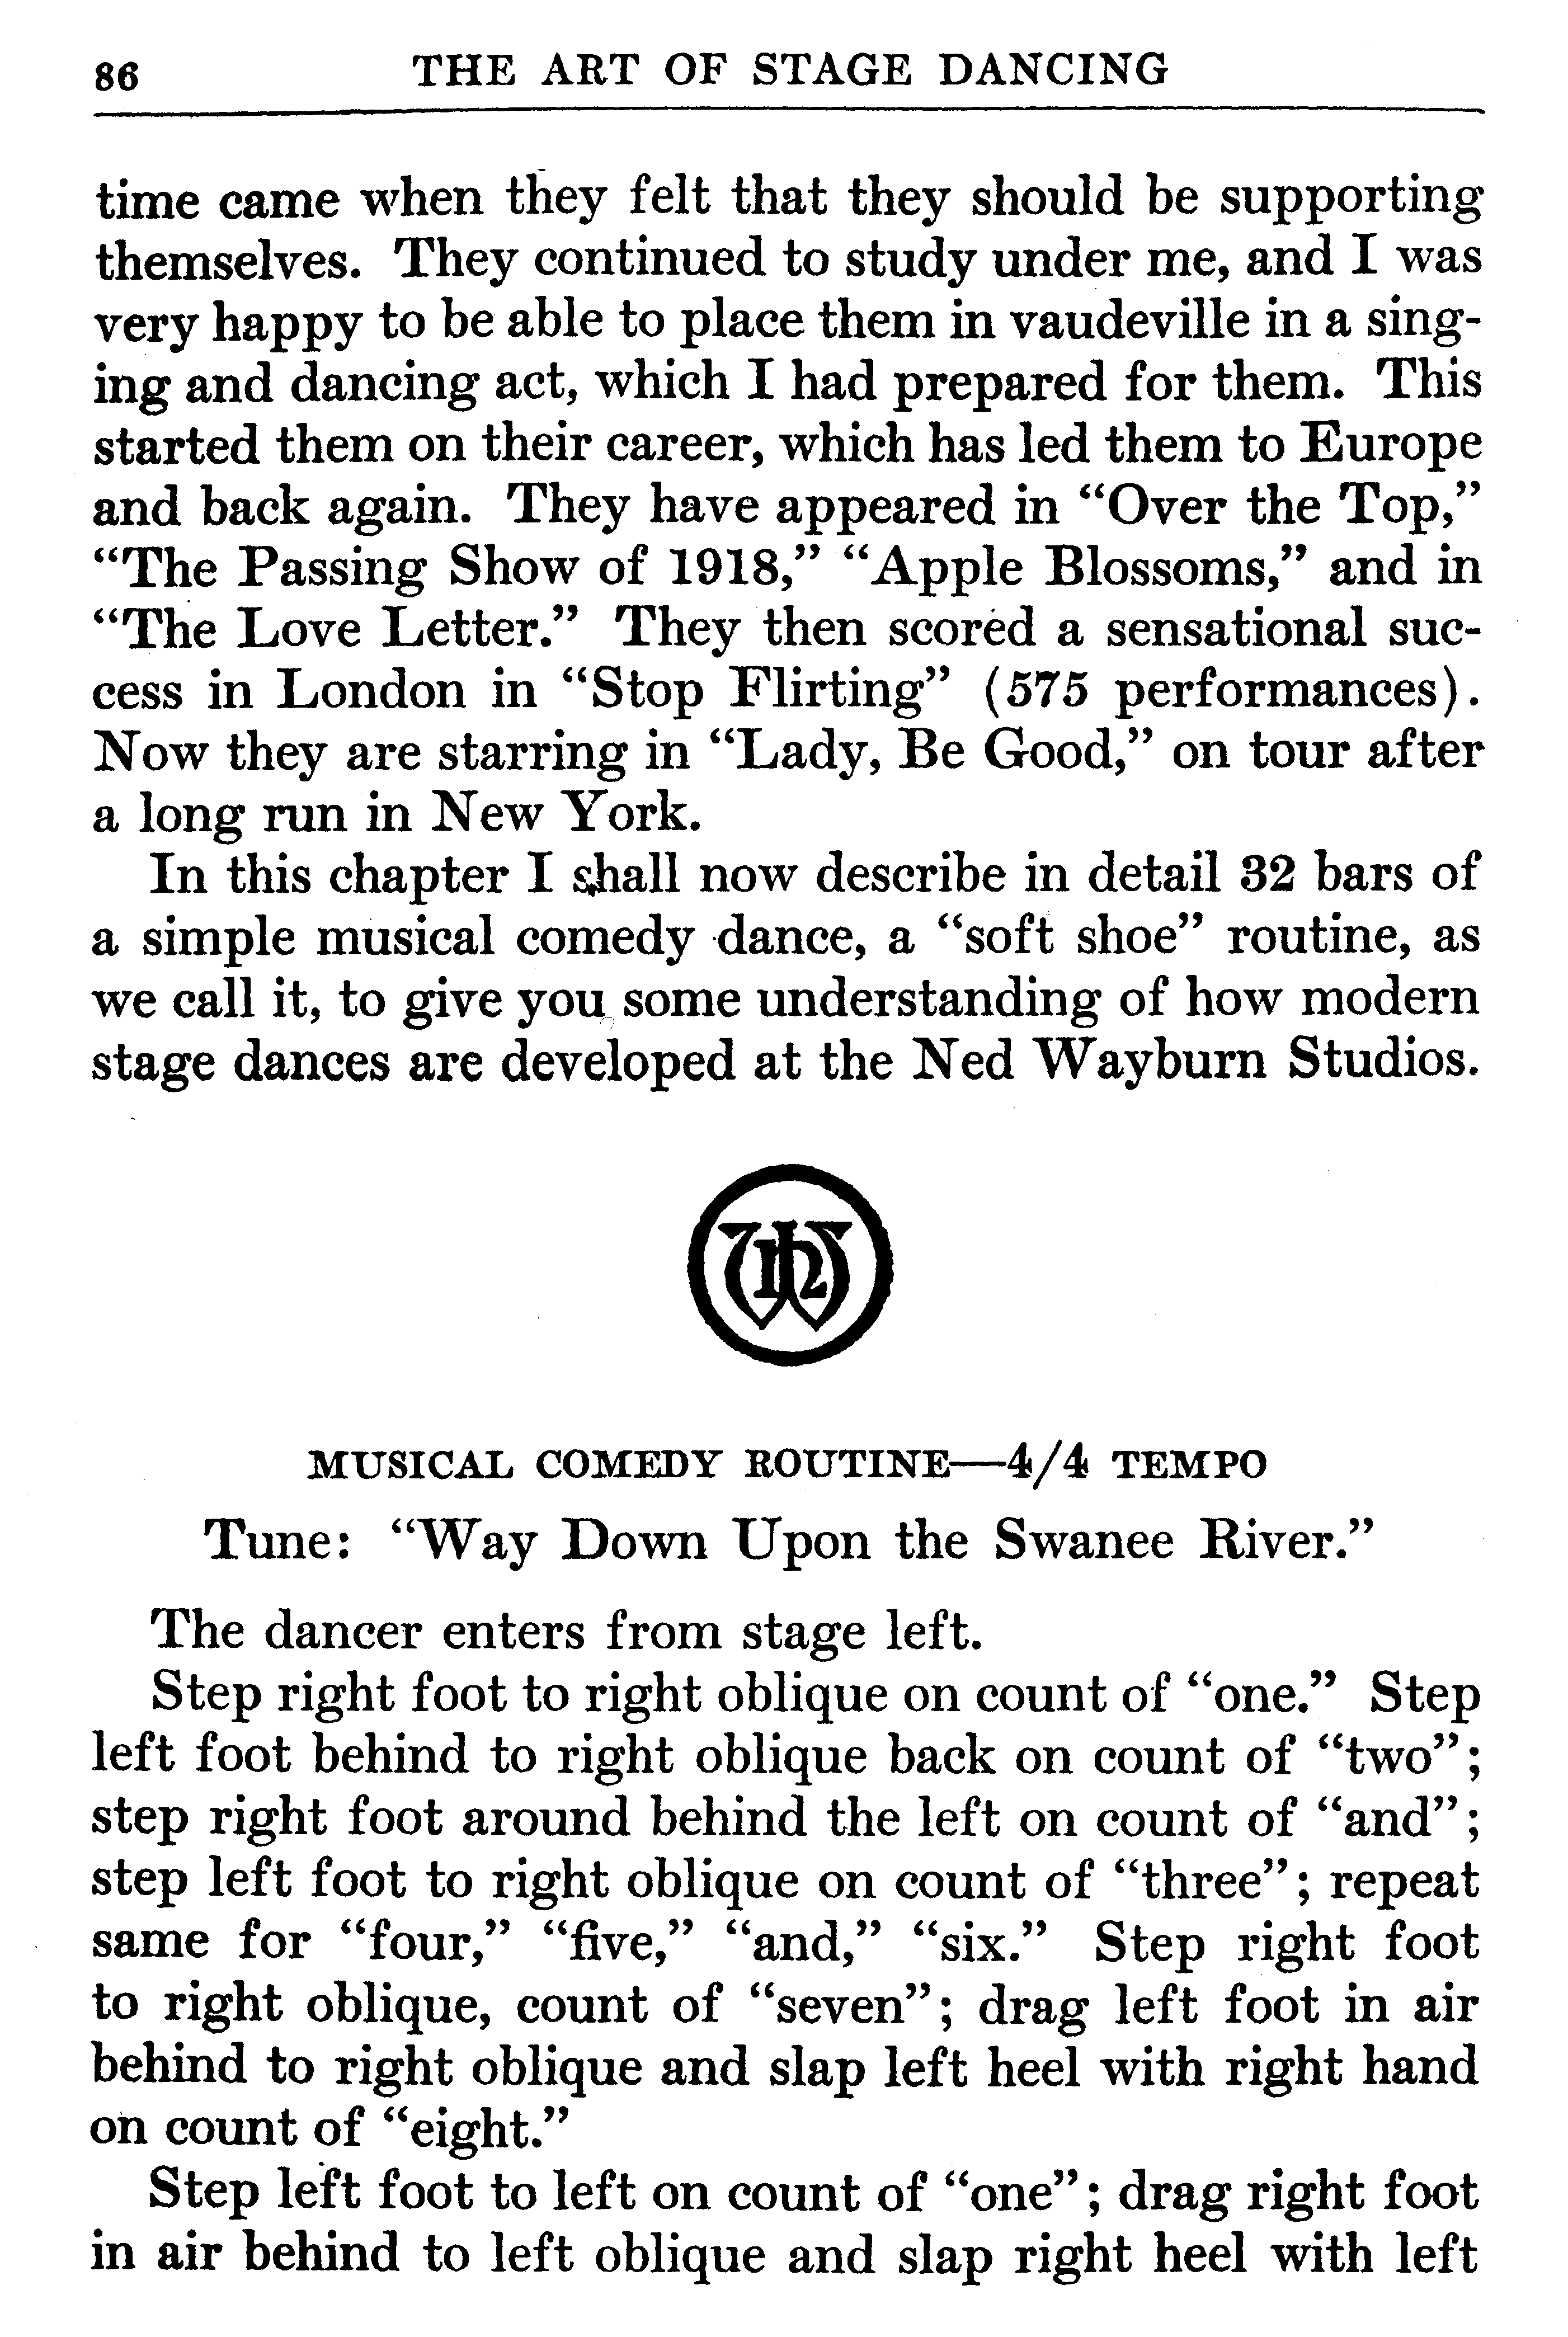 86 THE ART OF STAGE DANCING
time came when they felt that they should be supporting
themselves. They continued to study under me, and I was
very happy to be able to place them in vaudeville in a sing-
ing and dancing act, which I had prepared for them. This
started them on their career, which has led them to Europe
and back again. They have appeared in “Over the Top,”
“The Passing Show of 1918,” “Apple Blossoms,” and in
“The Love Letter.” They then scored a sensational suc-
cess in London in “Stop Flirting” (575 performances).
Now they are starring in “Lady, Be Good,” on tour after
a long run in New York.
In this chapter I shall now describe in detail 32 bars of
a simple musical comedy dance, a “soft shoe” routine, as
we call it, to give you some understanding of how modern
stage dances are developed at the Ned Wayburn Studios.
MUSICAL COMEDY ROUTINE—4/4 TEMPO
Tune: “Way Down Upon the Swanee River.”
The dancer enters from stage left.
Step right foot to right oblique on count of “one.” Step
left foot behind to right oblique back on count of “two”;
step right foot around behind the left on count of “and”;
step left foot to right oblique on count of “three”; repeat
same for “four,” “five,” “and,” “six.” Step right foot
to right oblique, count of “seven”; drag left foot in air
behind to right oblique and slap left heel with right hand
on count of “eight.”
Step left foot to left on count of “one”; drag right foot
in air behind to left oblique and slap right heel with left